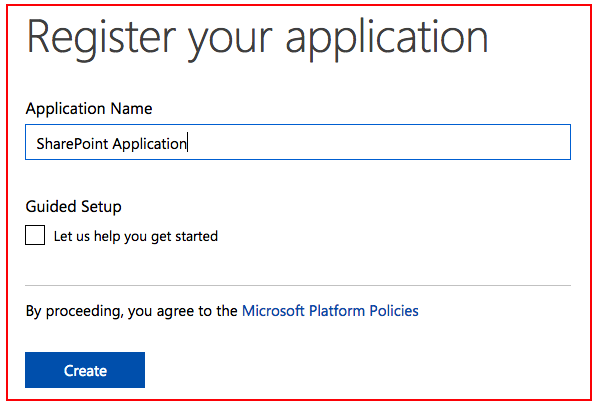 Register your application
Application Name
SharePoint Application
Guided Setup
Let us help you get started
By proceeding, you agree to the Microsoft Platform Policies
Create